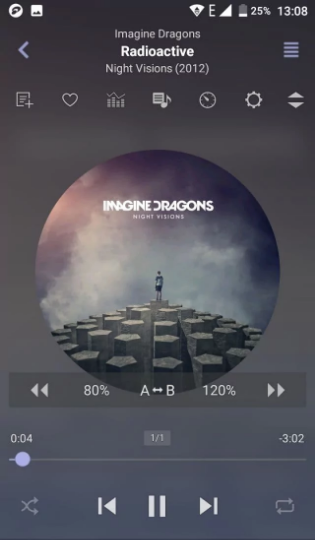 E 25% 13:08
Imagine Dragons
Radioactive
Night Visions (2012)
IMAGINE DRAGONS
NIGHT VISIONS
80% A↔B 120%
0:04 1/1 -3:02